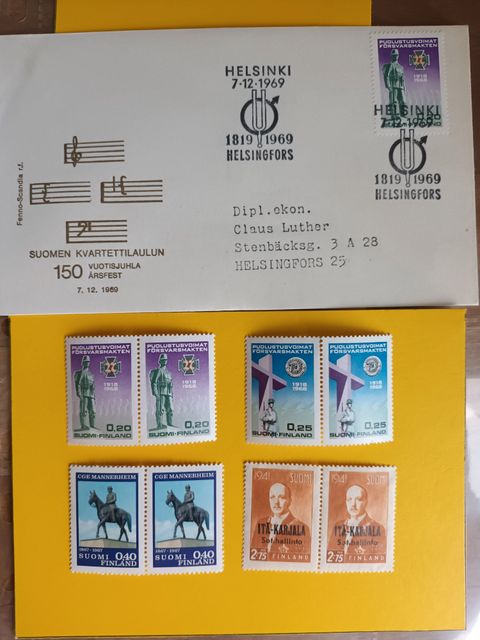 HELSINKI
7-12-1969
1819 1969
HELSINGFORS
PUOLUSTUSVOIMAT
FÖRSVARSMAKTEN
1918
1968
HELSINKI
7-12-1969
1819 1969
HELSINGFORS
Fenno-Scandia r.f.
SUOMEN KVARTETTILAULUN
150 VUOTISJUHLA
ÅRSFEST
7. 12. 1969
Dipl.ekon.
Claus Luther
Stenbäcksg. 3 A 28
HELSINGFORS 25
PUOLUSTUSVOIMAT
FÖRSVARSMAKTEN
1918
1968
0,20
SUOMI-FINLAND
PUOLUSTUSVOIMAT
FÖRSVARSMAKTEN
1918
1968
0,20
SUOMI-FINLAND
PUOLUSTUSVOIMAT
FÖRSVARSMAKTEN
1918
1968
0,25
SUOMI-FINLAND
PUOLUSTUSVOIMAT
FÖRSVARSMAKTEN
1918
1968
0,25
SUOMI-FINLAND
CGE MANNERHEIM
1867-1967
SUOMI 0,40
FINLAND
CGE MANNERHEIM
1867-1967
SUOMI 0,40
FINLAND
1941 SUOMI
ITÄ-KARJALA
Sot.hallinto
2.75 FINLAND
1941 SUOMI
ITÄ-KARJALA
Sot.hallinto
2.75 FINLAND